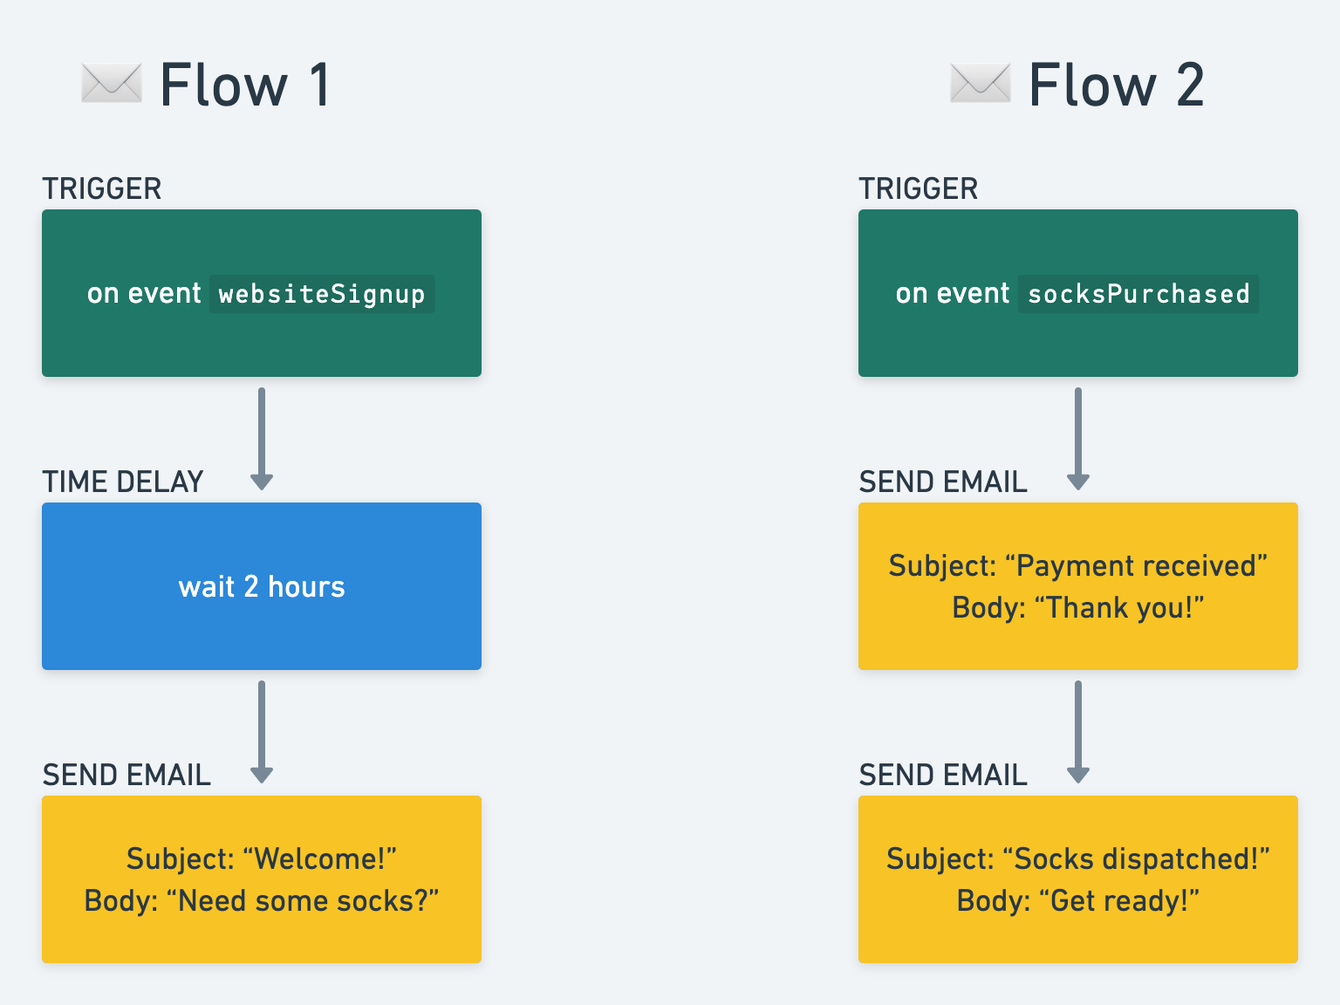 Flow 1
TRIGGER
on event websiteSignup
TIME DELAY
wait 2 hours
SEND EMAIL
Subject: “Welcome!”
Body: “Need some socks?”
Flow 2
TRIGGER
on event socksPurchased
SEND EMAIL
Subject: “Payment received”
Body: “Thank you!”
SEND EMAIL
Subject: “Socks dispatched!”
Body: “Get ready!”